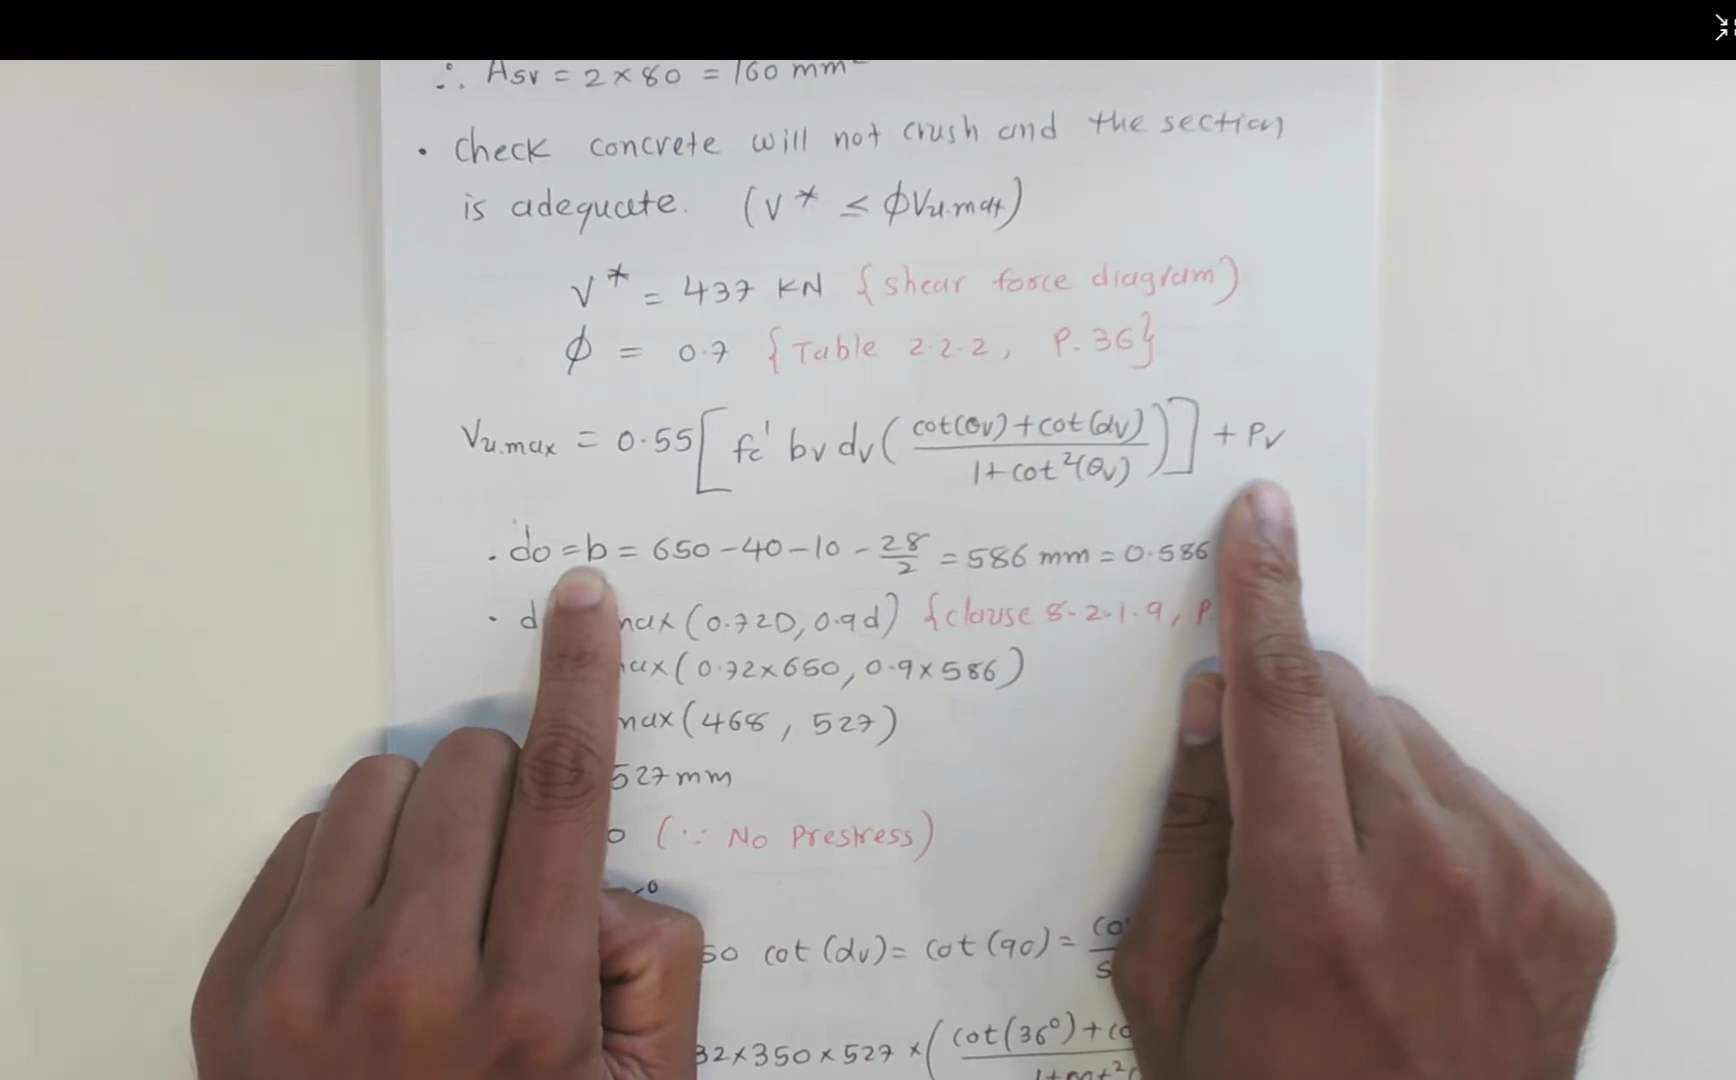 ∴ Asv = 2 × 80 = 160 mm²
• Check concrete will not crush and the section
is adequate. (V* ≤ ϕVu.max)
V* = 437 KN {shear force diagram)
ϕ = 0.7 {Table 2.2.2, P.36}
Vu.max = 0.55[fc' bv dv((cot(θv)+cot(αv))/(1+cot²(θv)))] + Pv
• do = b = 650 - 40 - 10 - 28/2 = 586 mm = 0.586
• d max(0.72D, 0.9d) {clause 8.2.1.9, P.
max(0.72×650, 0.9×586)
max(468, 527)
527mm
0 (∵ No Prestress)
so cot(αv) = cot(90) =
32×350×527×(cot(36°)+